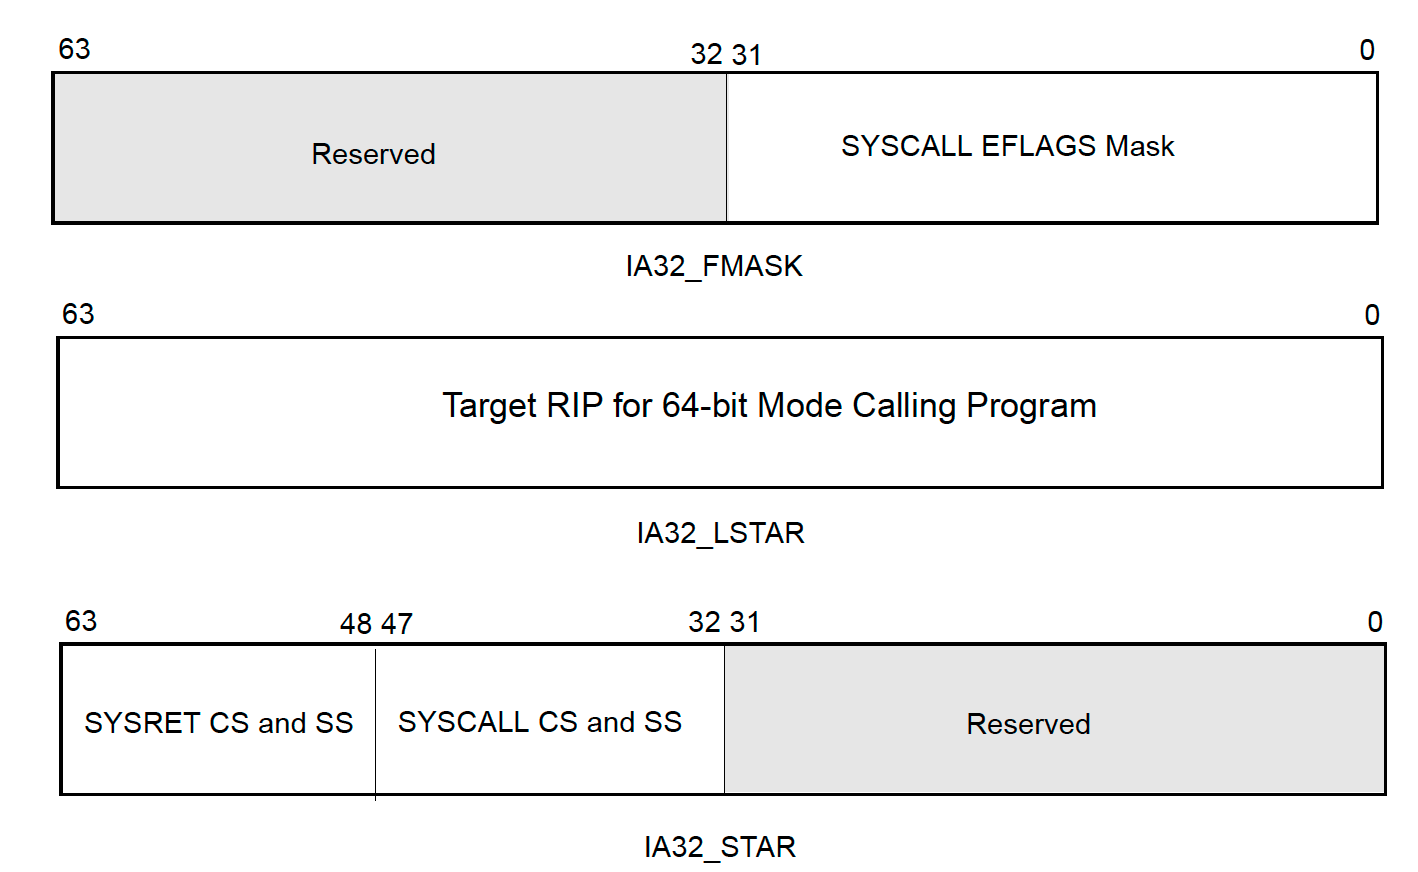 63 32 31 0
Reserved SYSCALL EFLAGS Mask
IA32_FMASK
63 0
Target RIP for 64-bit Mode Calling Program
IA32_LSTAR
63 48 47 32 31 0
SYSRET CS and SS SYSCALL CS and SS Reserved
IA32_STAR